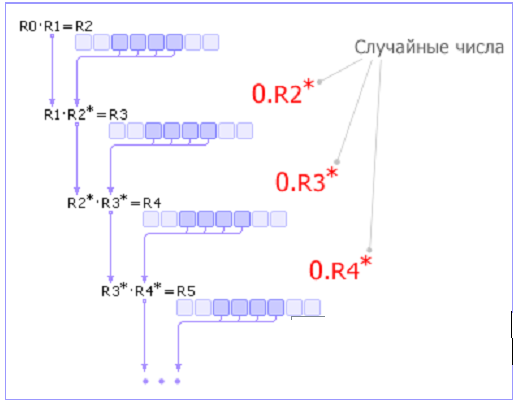 R0·R1=R2
Случайные числа
0.R2*
R1·R2*=R3
0.R3*
R2*·R3*=R4
0.R4*
R3*·R4*=R5